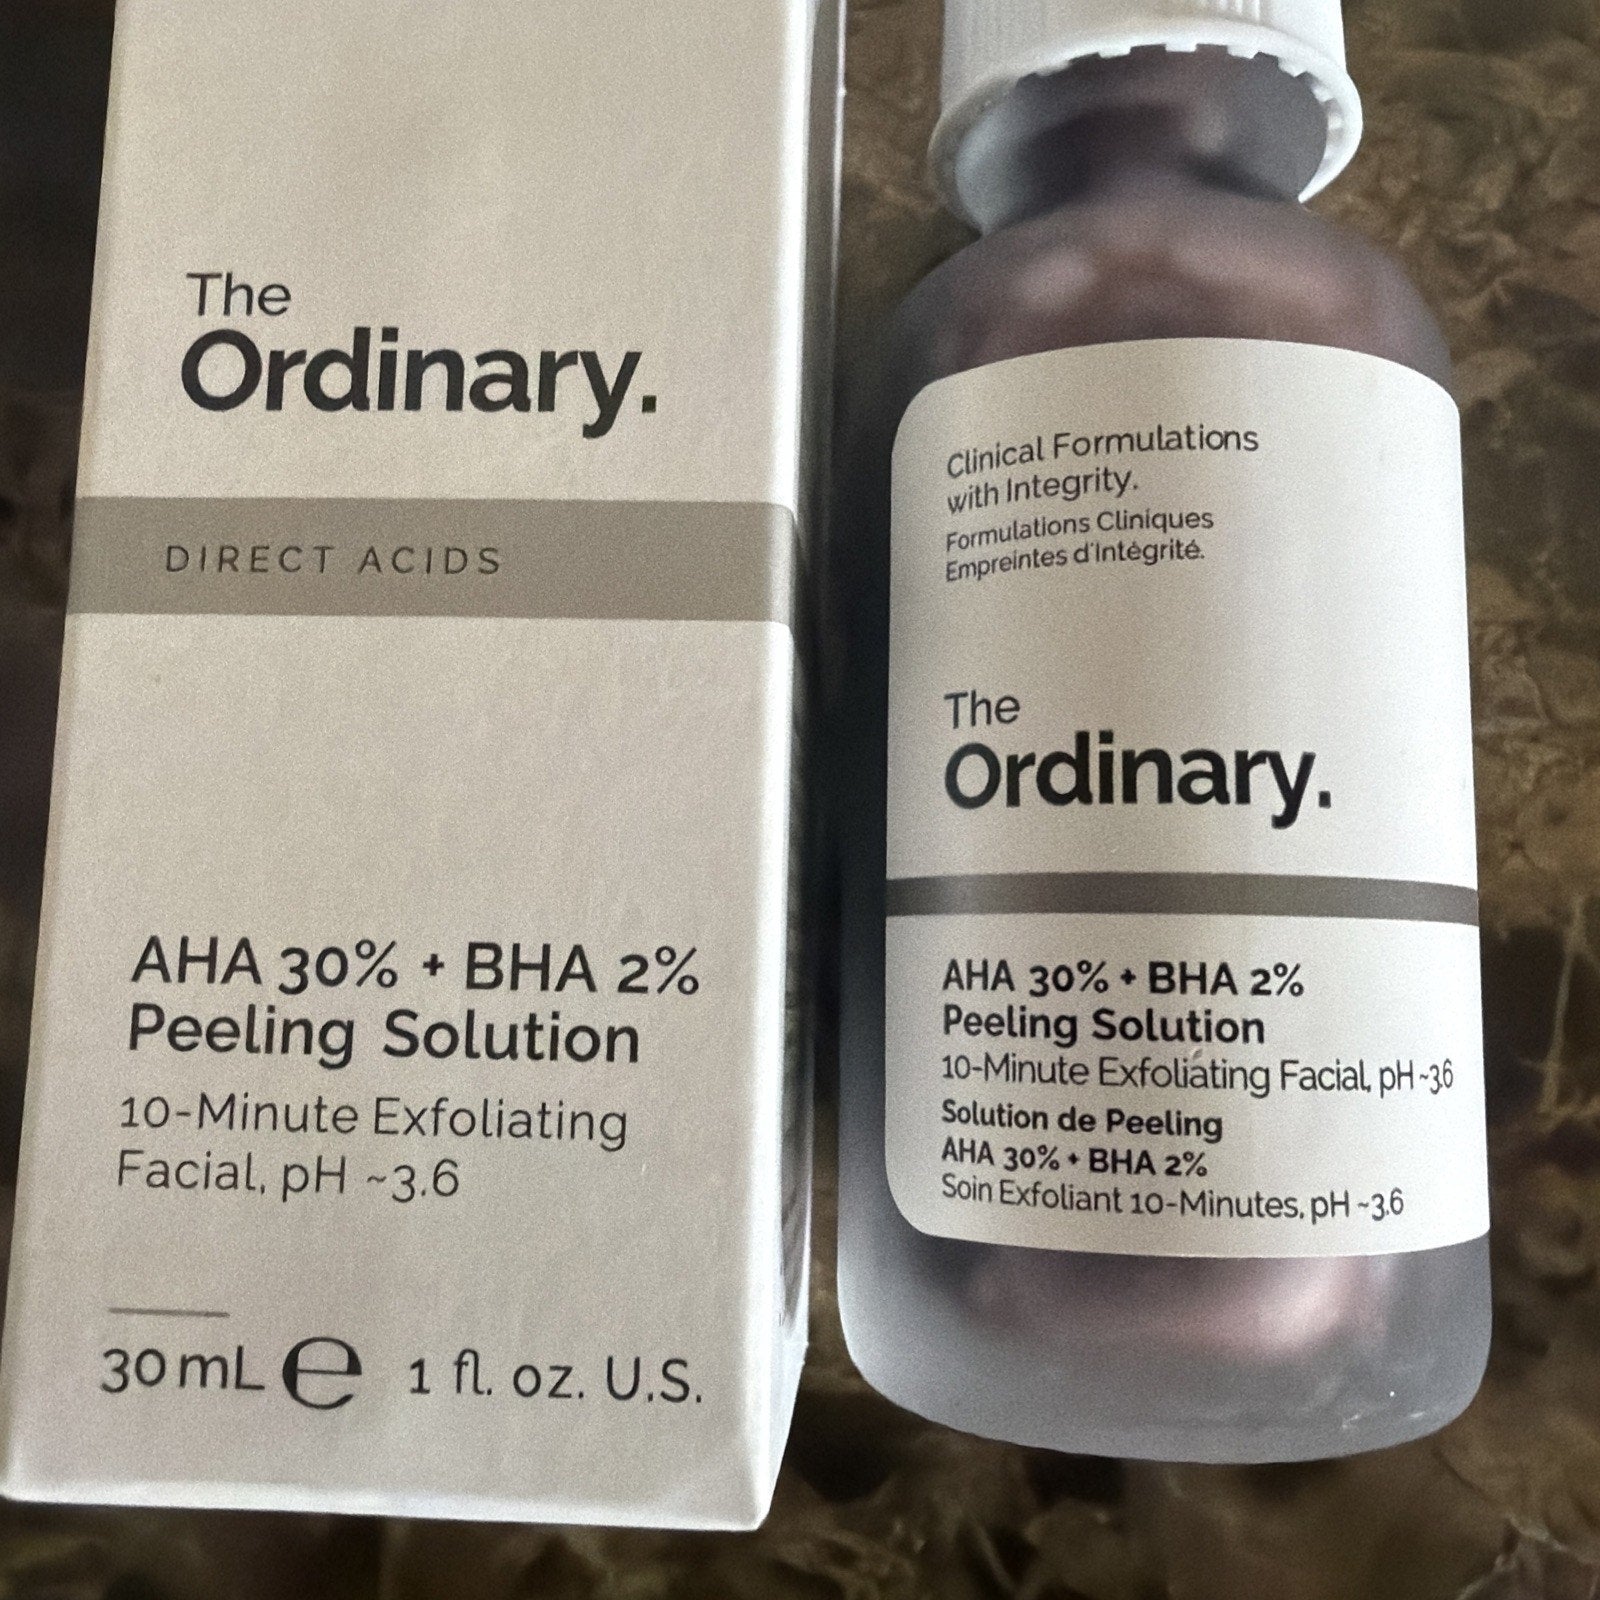 The
Ordinary.
DIRECT ACIDS
AHA 30% + BHA 2%
Peeling Solution
10-Minute Exfoliating
Facial, pH ~3.6
30 mL ℮ 1 fl. oz. U.S.
Clinical Formulations
with Integrity.
Formulations Cliniques
Empreintes d'Intégrité.
The
Ordinary.
AHA 30% + BHA 2%
Peeling Solution
10-Minute Exfoliating Facial, pH ~3.6
Solution de Peeling
AHA 30% + BHA 2%
Soin Exfoliant 10-Minutes, pH ~3.6